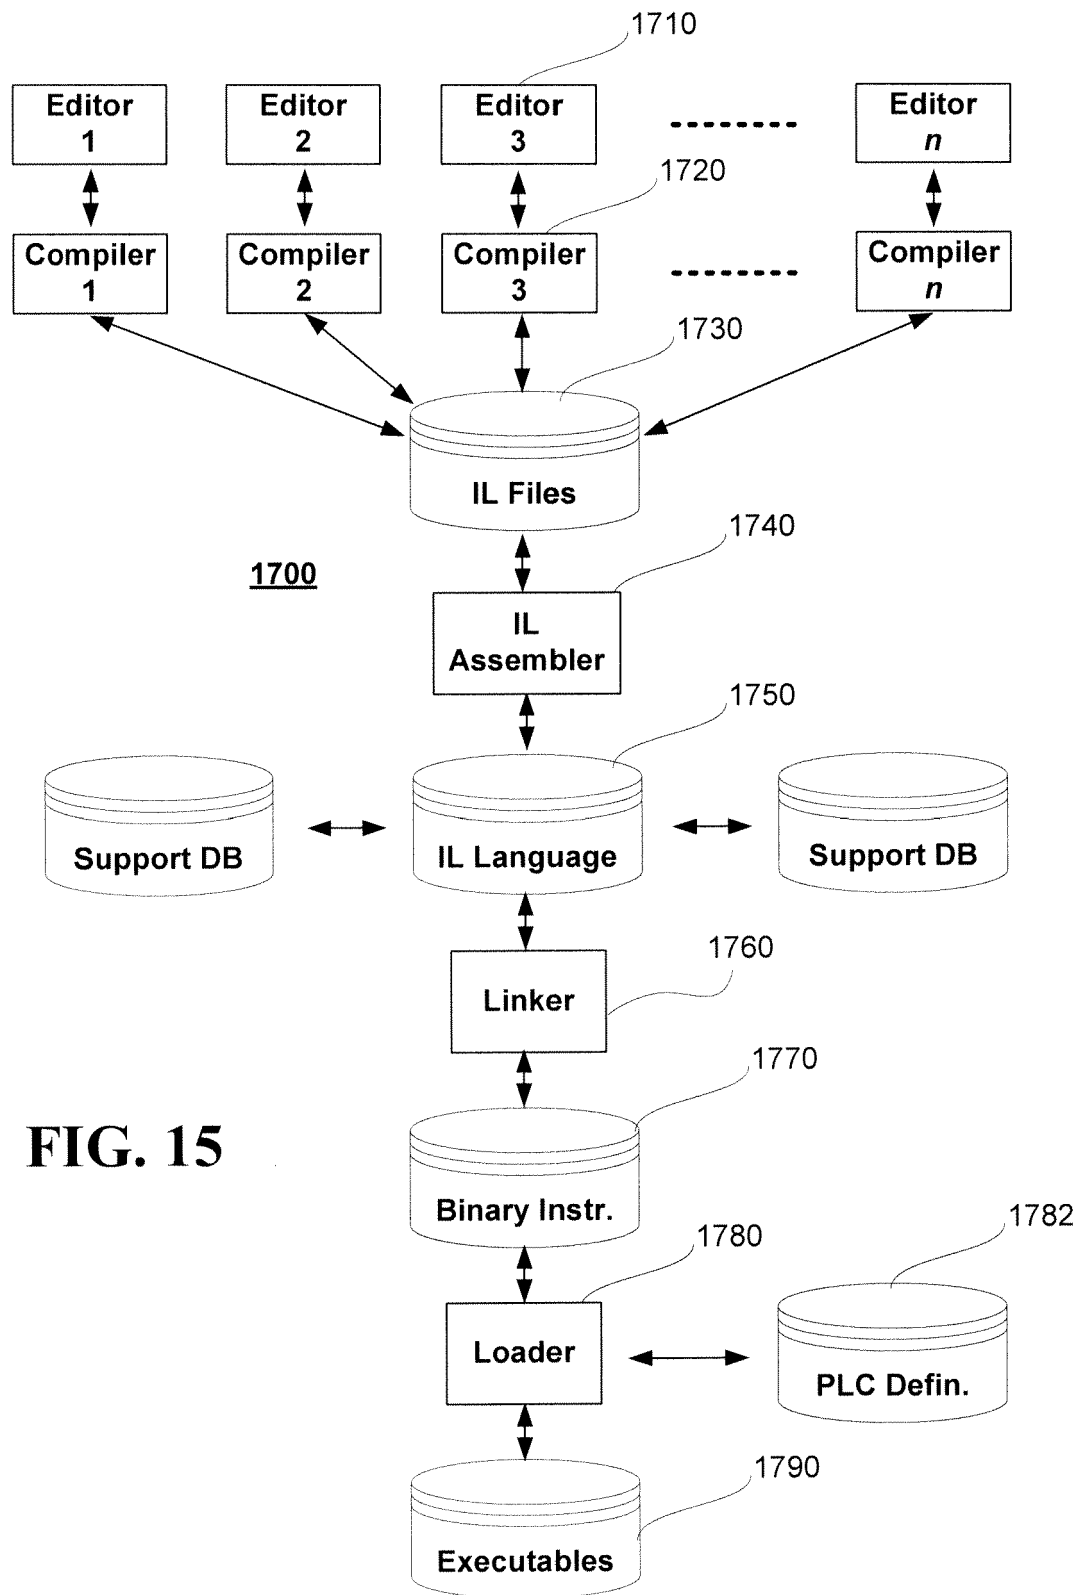 1710
Editor
1
Editor
2
Editor
3
Editor
n
1720
Compiler
1
Compiler
2
Compiler
3
Compiler
n
1730
IL Files
1740
1700
IL
Assembler
1750
Support DB
IL Language
Support DB
1760
Linker
1770
FIG. 15
Binary Instr.
1780
1782
Loader
PLC Defin.
1790
Executables